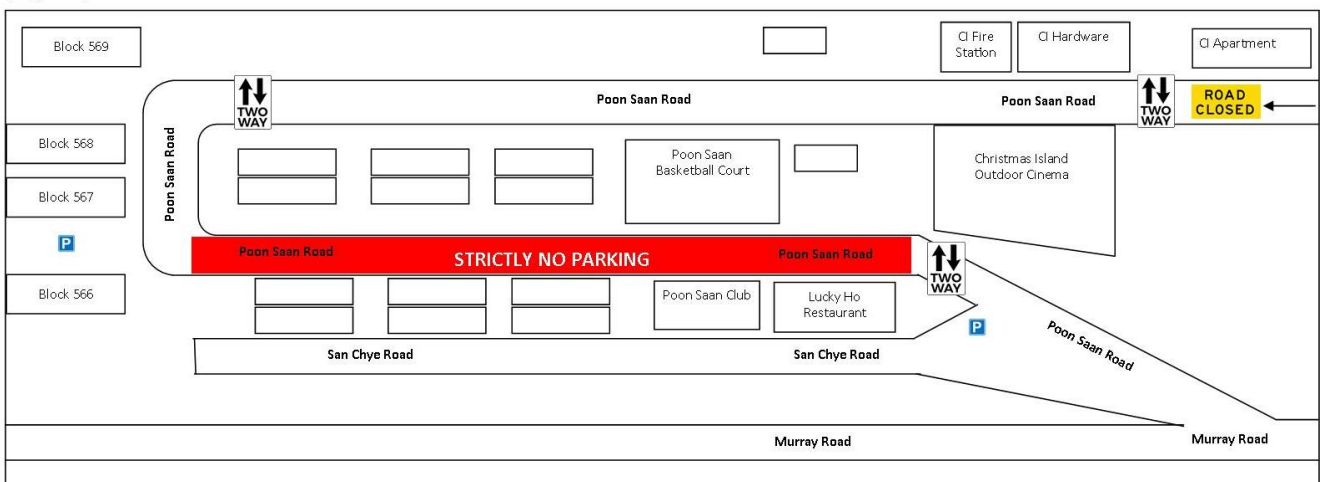 Block 569
CI Fire
Station
CI Hardware
CI Apartment
TWO
WAY
Poon Saan Road
Poon Saan Road
TWO
WAY
ROAD
CLOSED
Block 568
Poon Saan Road
Poon Saan
Basketball Court
Christmas Island
Outdoor Cinema
Block 567
P
Poon Saan Road
STRICTLY NO PARKING
Poon Saan Road
TWO
WAY
Block 566
Poon Saan Club
Lucky Ho
Restaurant
P
Poon Saan Road
San Chye Road
San Chye Road
Murray Road
Murray Road